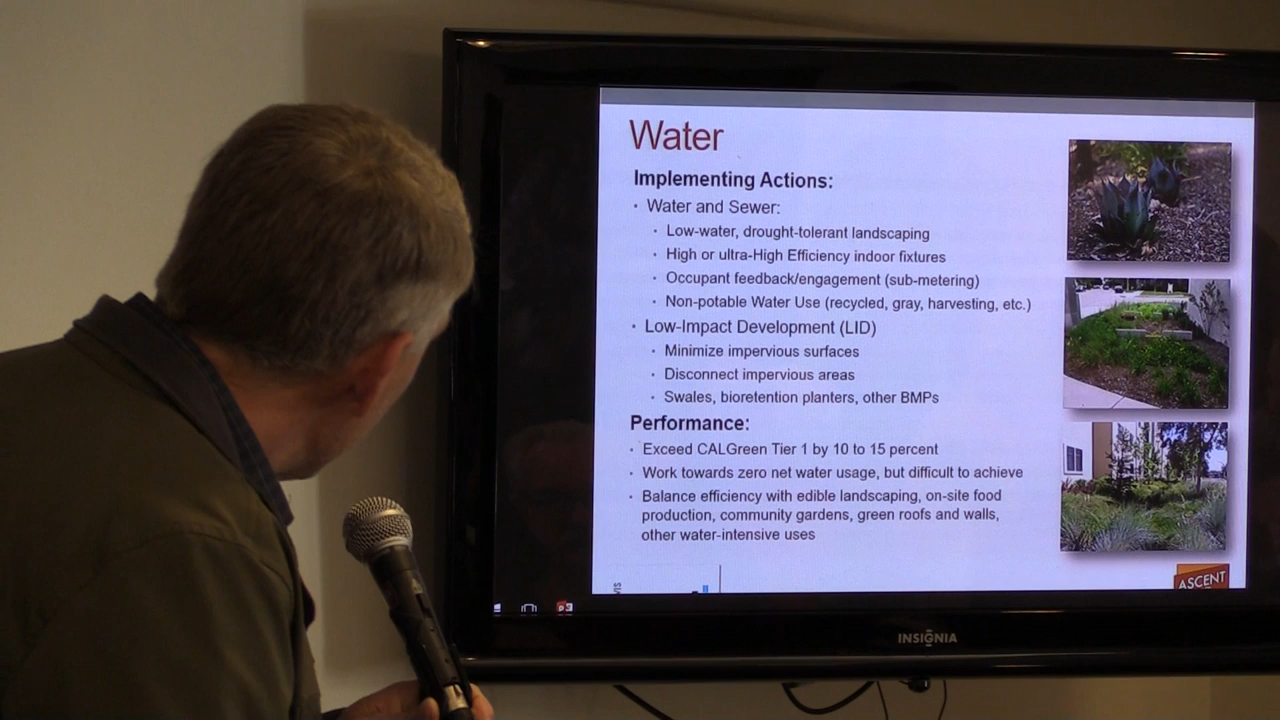 Water
Implementing Actions:
• Water and Sewer:
• Low-water, drought-tolerant landscaping
• High or ultra-High Efficiency indoor fixtures
• Occupant feedback/engagement (sub-metering)
• Non-potable Water Use (recycled, gray, harvesting, etc.)
• Low-Impact Development (LID)
• Minimize impervious surfaces
• Disconnect impervious areas
• Swales, bioretention planters, other BMPs
Performance:
• Exceed CALGreen Tier 1 by 10 to 15 percent
• Work towards zero net water usage, but difficult to achieve
• Balance efficiency with edible landscaping, on-site food
production, community gardens, green roofs and walls,
other water-intensive uses
ASCENT
INSIGNIA